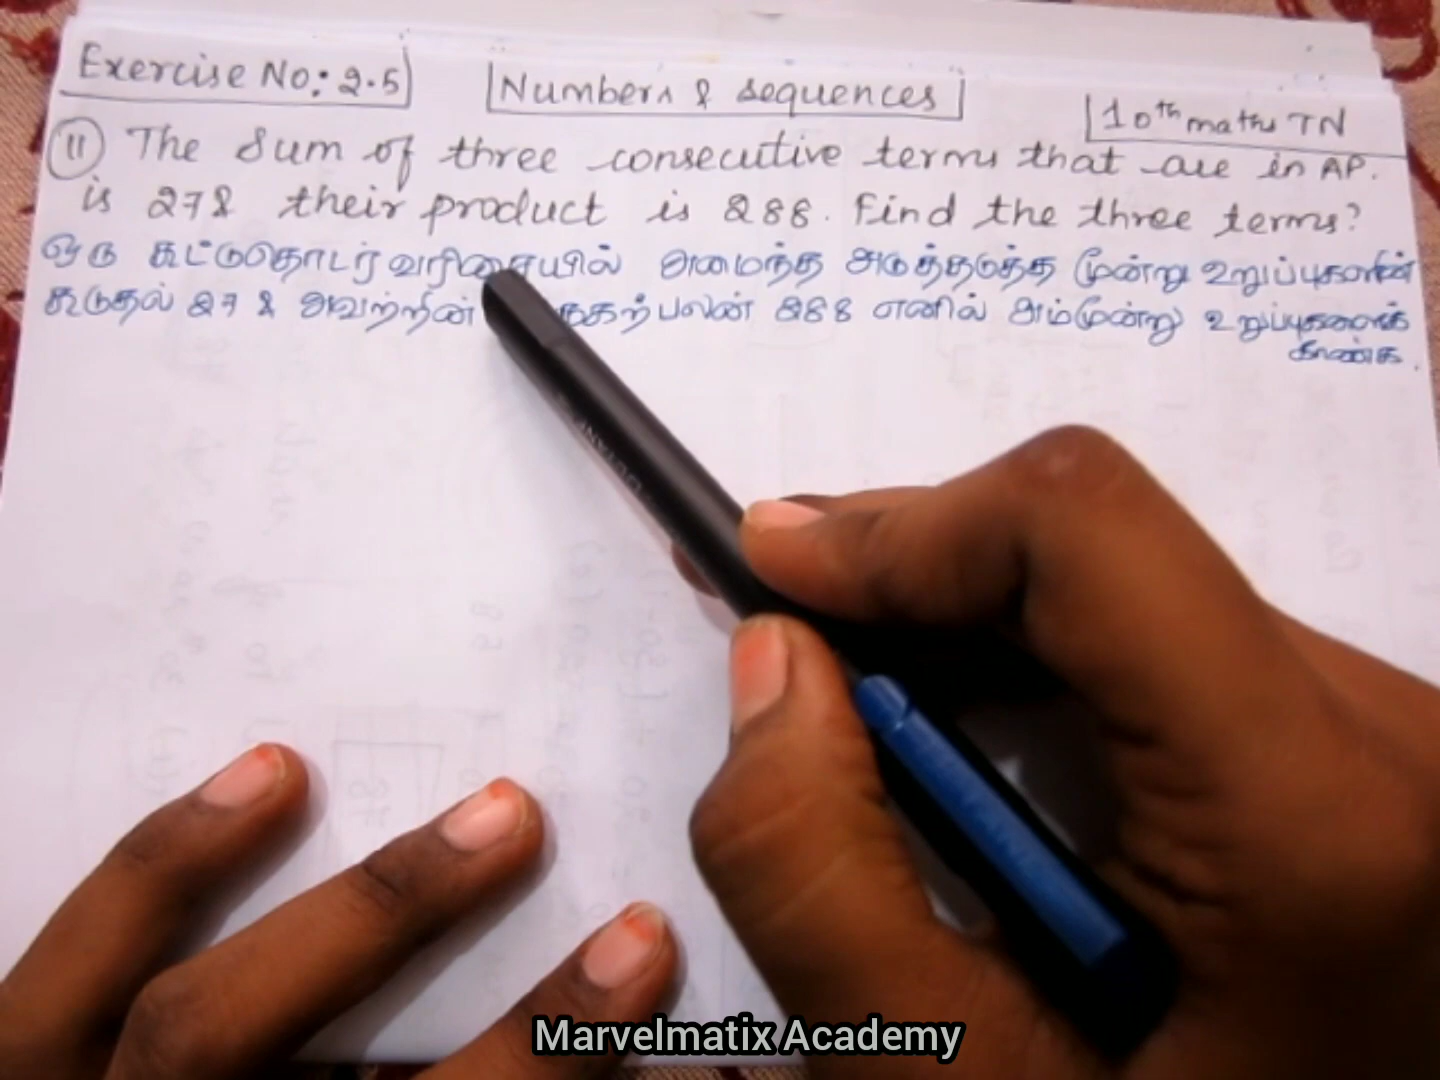 Exercise No: 2.5
Numbers & sequences
10th maths TN
11 The sum of three consecutive terms that are in AP.
is 27 & their product is 288. Find the three terms?
ஒரு கூட்டுதொடர் வரிசையில் அமைந்த அடுத்தடுத்த மூன்று உறுப்புகளின்
கூடுதல் 27 & அவற்றின் பலன் 288 எனில் அம்மூன்று உறுப்புகளைக்
காண்க.
Marvelmatix Academy